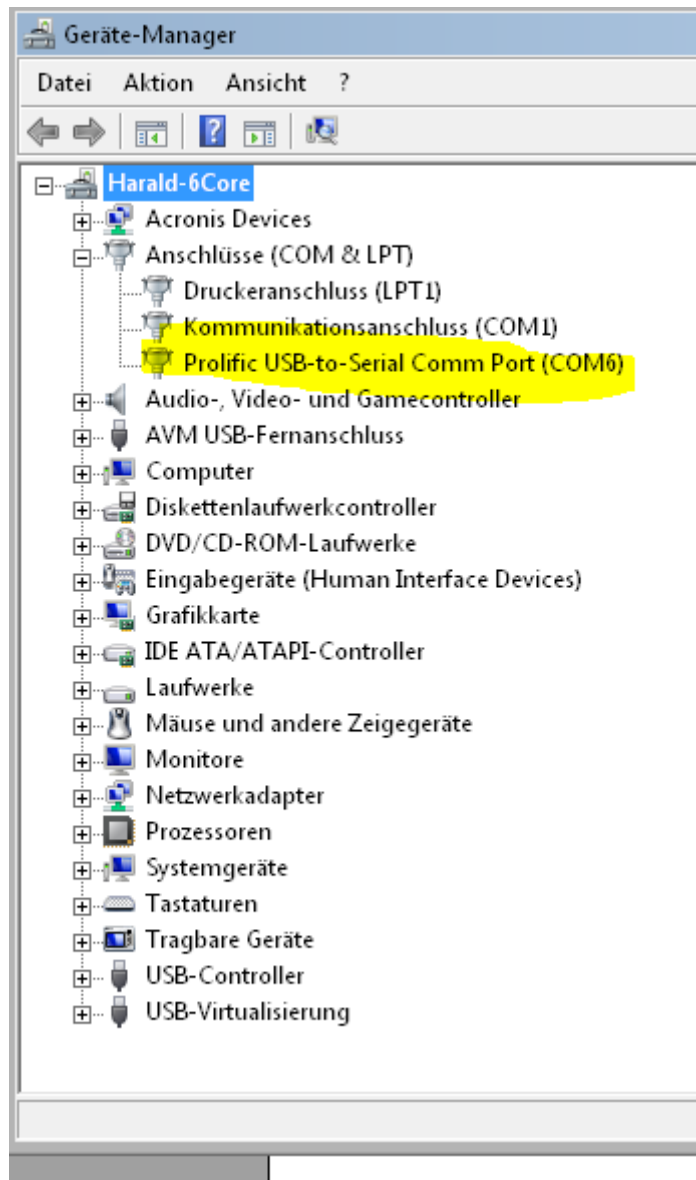 Geräte-Manager
Datei Aktion Ansicht ?
Harald-6Core
Acronis Devices
Anschlüsse (COM & LPT)
Druckeranschluss (LPT1)
Kommunikationsanschluss (COM1)
Prolific USB-to-Serial Comm Port (COM6)
Audio-, Video- und Gamecontroller
AVM USB-Fernanschluss
Computer
Diskettenlaufwerkcontroller
DVD/CD-ROM-Laufwerke
Eingabegeräte (Human Interface Devices)
Grafikkarte
IDE ATA/ATAPI-Controller
Laufwerke
Mäuse und andere Zeigegeräte
Monitore
Netzwerkadapter
Prozessoren
Systemgeräte
Tastaturen
Tragbare Geräte
USB-Controller
USB-Virtualisierung